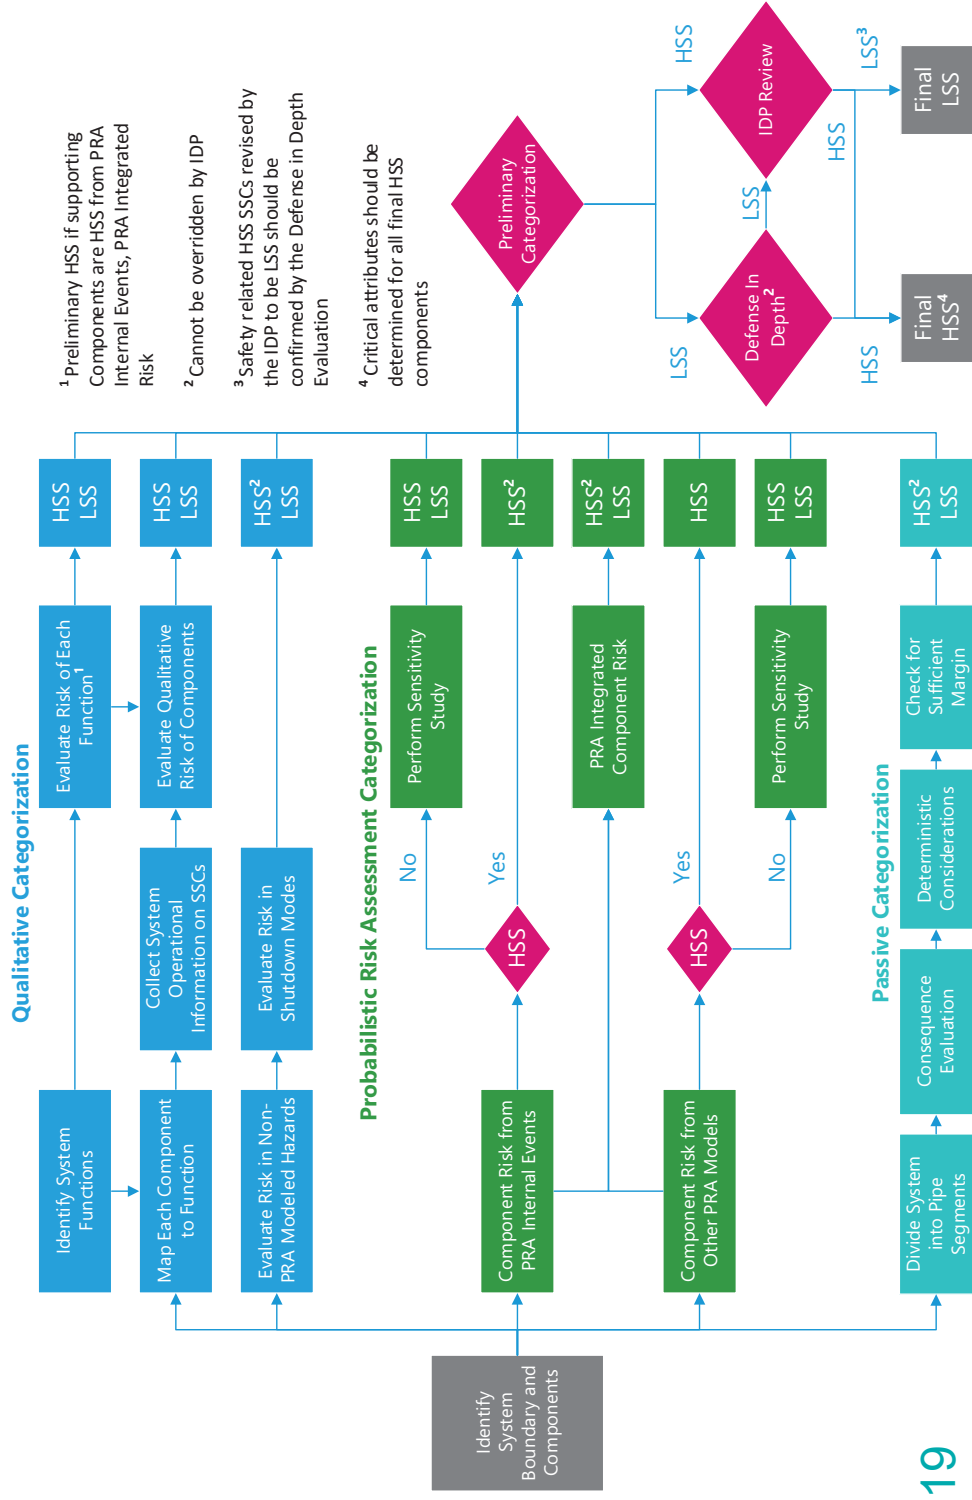 Qualitative Categorization
Identify System
Functions
Evaluate Risk of Each
Function¹
HSS
LSS
Map Each Component
to Function
Collect System
Operational
Information on SSCs
Evaluate Qualitative
Risk of Components
HSS
LSS
Evaluate Risk in Non-
PRA Modeled Hazards
Evaluate Risk in
Shutdown Modes
HSS²
LSS
Identify
System
Boundary and
Components
Probabilistic Risk Assessment Categorization
No
Perform Sensitivity
Study
HSS
LSS
Component Risk from
PRA Internal Events
HSS
Yes
HSS²
PRA Integrated
Component Risk
HSS²
LSS
Component Risk from
Other PRA Models
HSS
Yes
HSS
No
Perform Sensitivity
Study
HSS
LSS
Passive Categorization
Divide System
into Pipe
Segments
Consequence
Evaluation
Deterministic
Considerations
Check for
Sufficient
Margin
HSS²
LSS
¹ Preliminary HSS if supporting
Components are HSS from PRA
Internal Events, PRA Integrated
Risk
² Cannot be overridden by IDP
³ Safety related HSS SSCs revised by
the IDP to be LSS should be
confirmed by the Defense in Depth
Evaluation
⁴ Critical attributes should be
determined for all final HSS
components
Preliminary
Categorization
LSS
HSS
Defense In
Depth²
LSS
IDP Review
HSS
HSS
LSS³
Final
HSS⁴
Final
LSS
19